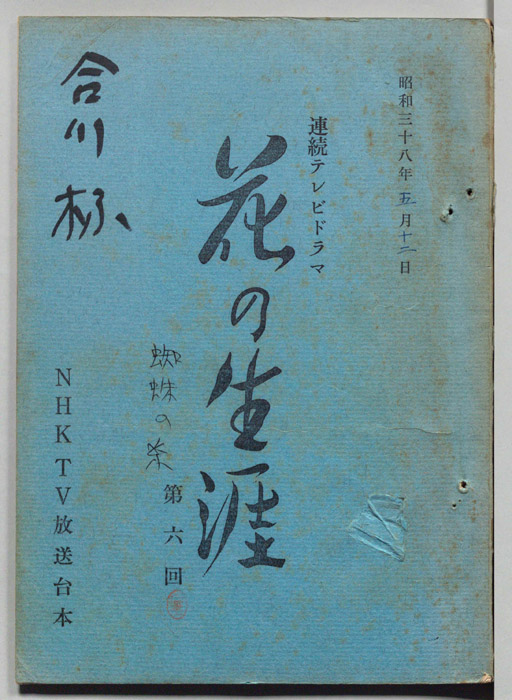 昭和三十八年五月十二日
連続テレビドラマ
花の生涯
蜘蛛の糸
第六回
NHKTV放送台本
合川